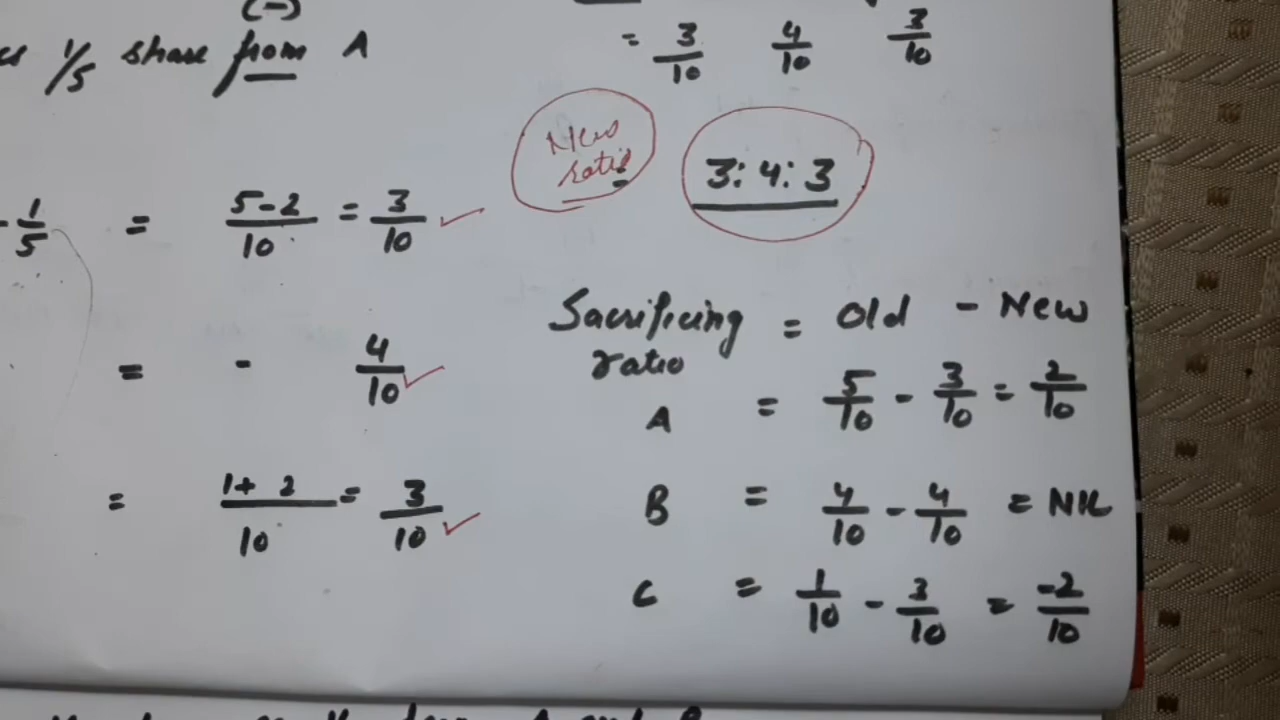 (-)
1/5 share from A
= 3/10 4/10 3/10
New
ratio
3:4:3
- 1/5 = 5-2/10 = 3/10
= - 4/10
= 1+ 2/10 = 3/10
Sacrificing ratio = Old - New
A = 5/10 - 3/10 = 2/10
B = 4/10 - 4/10 = NIL
C = 1/10 - 3/10 = -2/10